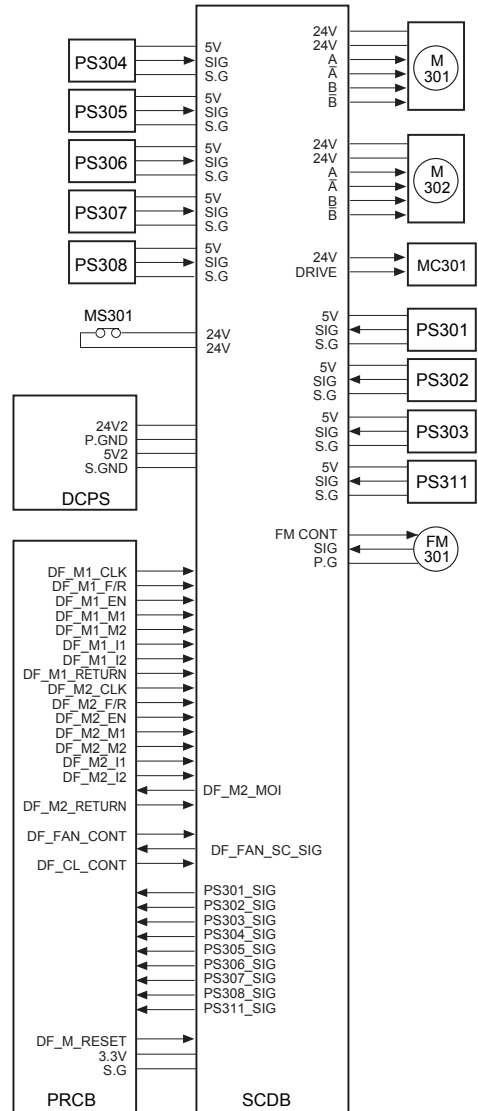 PS304
5V
SIG
S.G
PS305
5V
SIG
S.G
PS306
5V
SIG
S.G
PS307
5V
SIG
S.G
PS308
5V
SIG
S.G
MS301
24V
24V
24V2
P.GND
5V2
S.GND
DCPS
DF_M1_CLK
DF_M1_F/R
DF_M1_EN
DF_M1_M1
DF_M1_M2
DF_M1_I1
DF_M1_I2
DF_M1_RETURN
DF_M2_CLK
DF_M2_F/R
DF_M2_EN
DF_M2_M1
DF_M2_M2
DF_M2_I1
DF_M2_I2
DF_M2_MOI
DF_M2_RETURN
DF_FAN_CONT
DF_FAN_SC_SIG
DF_CL_CONT
PS301_SIG
PS302_SIG
PS303_SIG
PS304_SIG
PS305_SIG
PS306_SIG
PS307_SIG
PS308_SIG
PS311_SIG
DF_M_RESET
3.3V
S.G
PRCB
SCDB
24V
24V
A
A̅
B
B̅
M
301
24V
24V
A
A̅
B
B̅
M
302
24V
DRIVE
MC301
5V
SIG
S.G
PS301
5V
SIG
S.G
PS302
5V
SIG
S.G
PS303
5V
SIG
S.G
PS311
FM CONT
SIG
P.G
FM
301